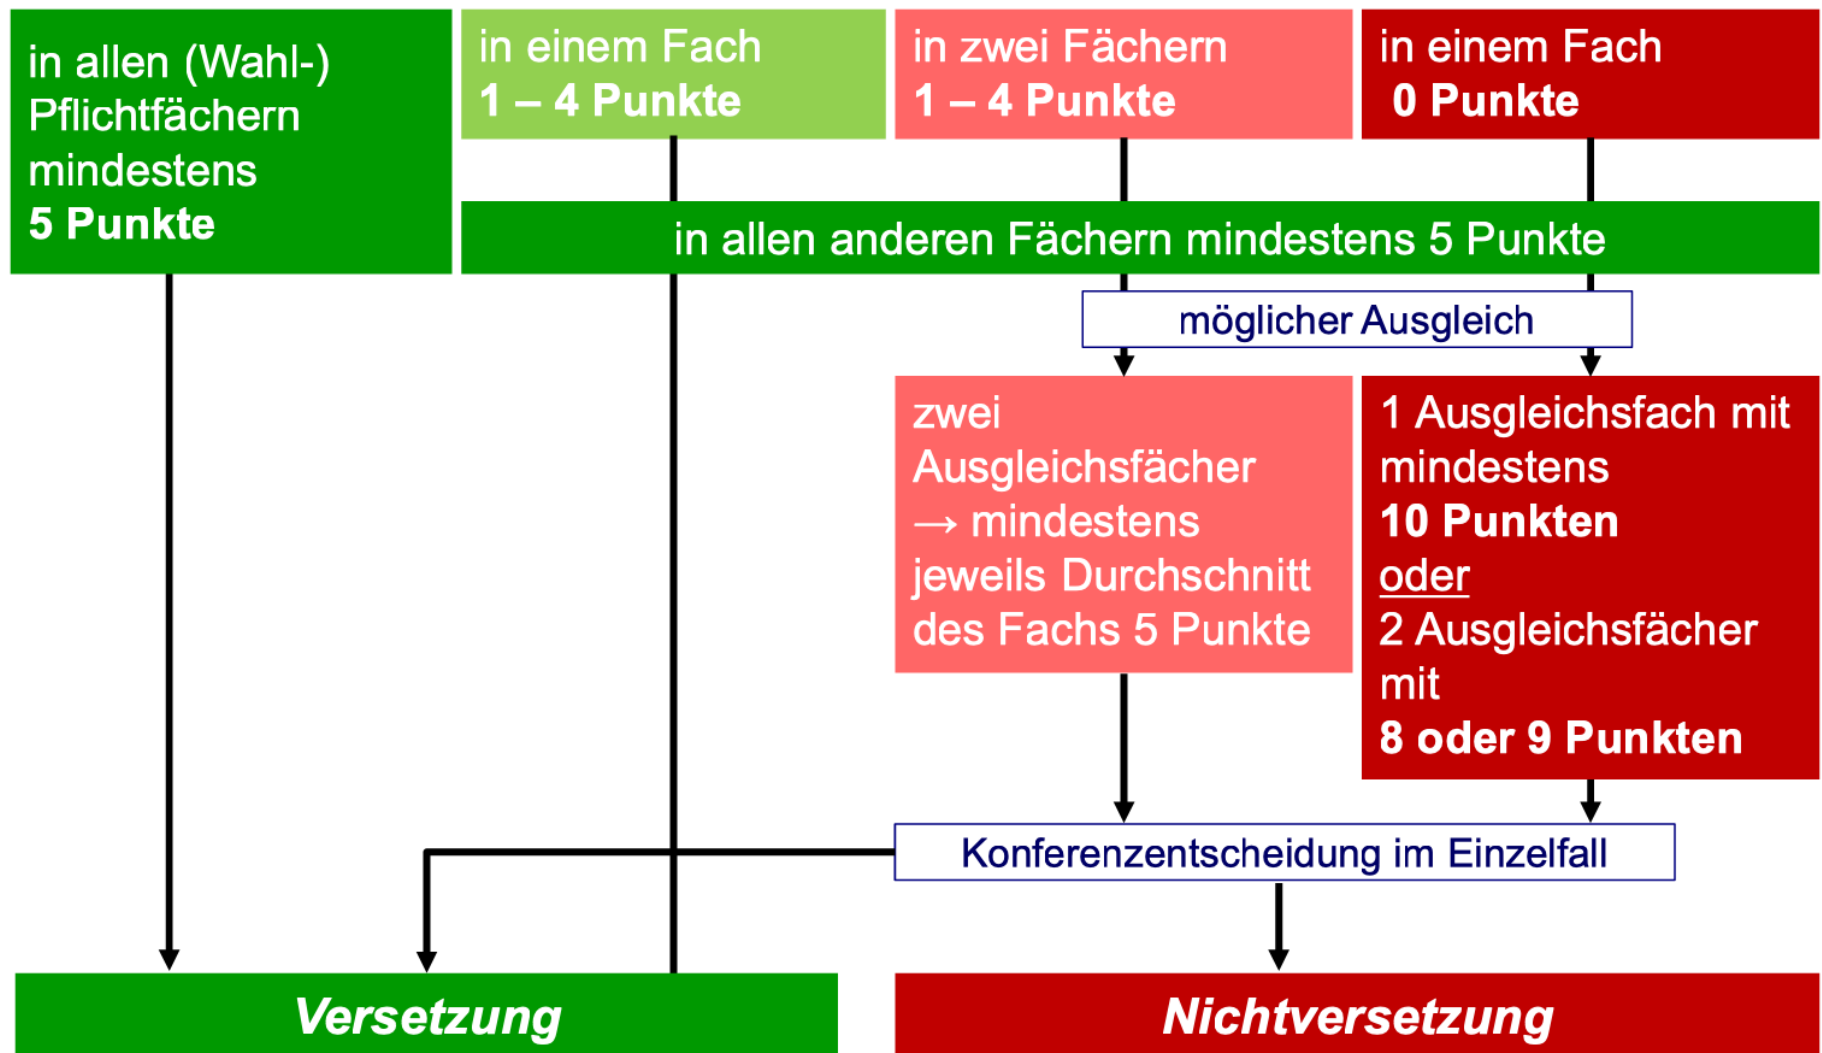 in allen (Wahl-)
Pflichtfächern
mindestens
5 Punkte
in einem Fach
1 – 4 Punkte
in zwei Fächern
1 – 4 Punkte
in einem Fach
0 Punkte
in allen anderen Fächern mindestens 5 Punkte
möglicher Ausgleich
zwei
Ausgleichsfächer
→ mindestens
jeweils Durchschnitt
des Fachs 5 Punkte
1 Ausgleichsfach mit
mindestens
10 Punkten
oder
2 Ausgleichsfächer
mit
8 oder 9 Punkten
Konferenzentscheidung im Einzelfall
Versetzung
Nichtversetzung